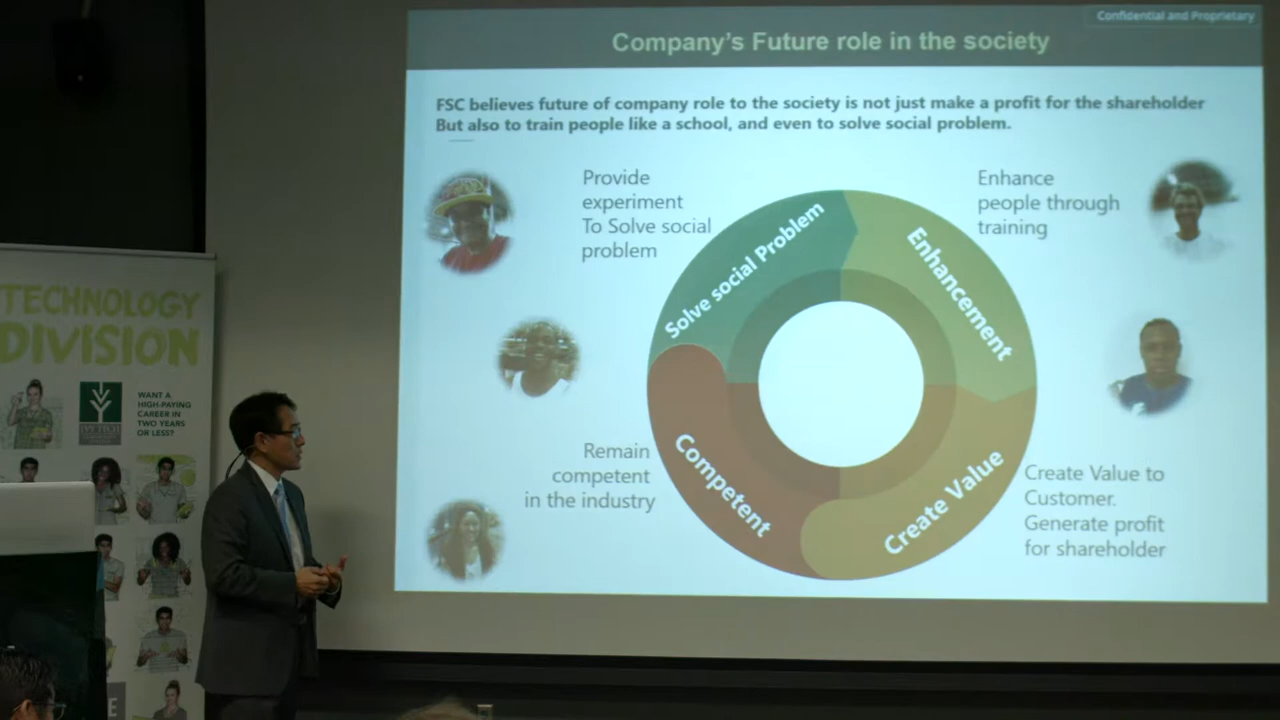 Confidential and Proprietary
Company's Future role in the society
FSC believes future of company role to the society is not just make a profit for the shareholder
But also to train people like a school, and even to solve social problem.
Provide
experiment
To Solve social
problem
Enhance
people through
training
Solve social Problem
Enhancement
Competent
Create Value
Remain
competent
in the industry
Create Value to
Customer.
Generate profit
for shareholder
TECHNOLOGY
DIVISION
WANT A
HIGH-PAYING
CAREER IN
TWO YEARS
OR LESS?